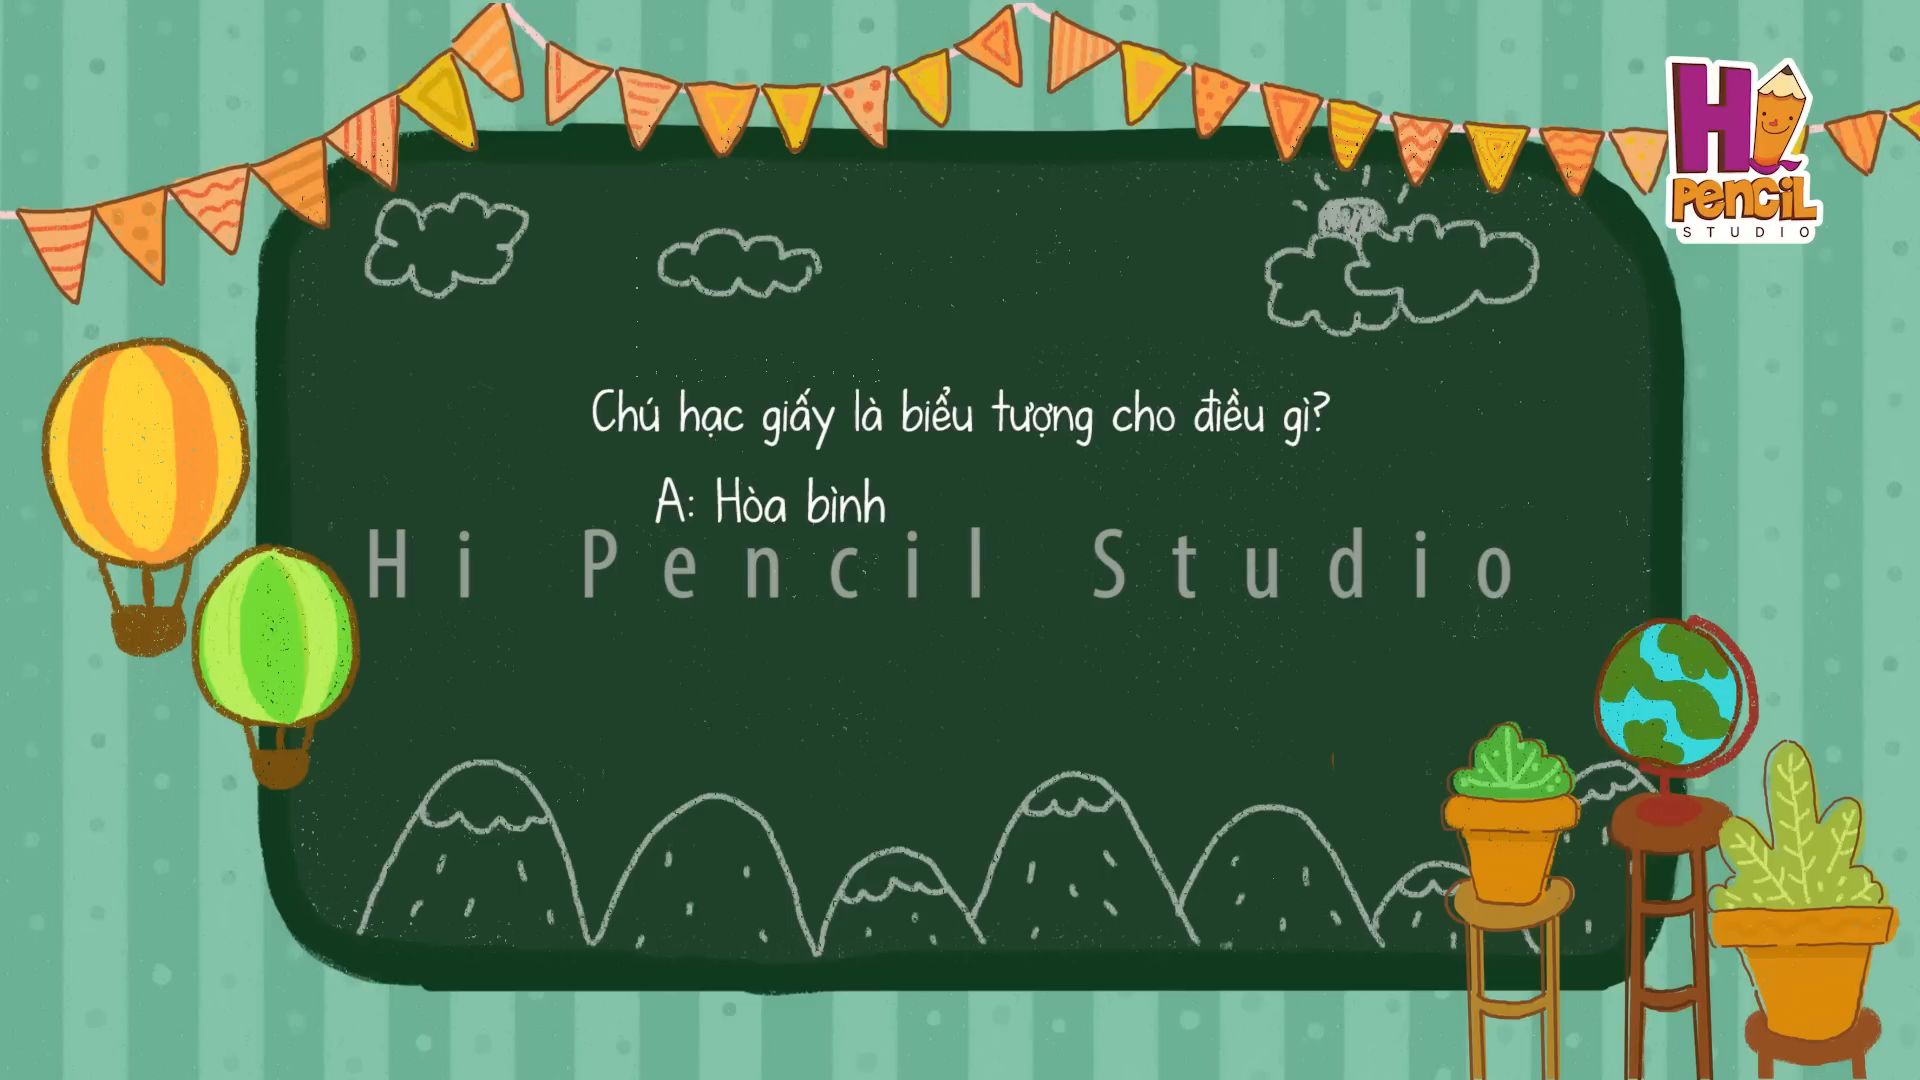 Hi
Pencil
STUDIO
Chú hạc giấy là biểu tượng cho điều gì?
A: Hòa bình
Hi Pencil Studio